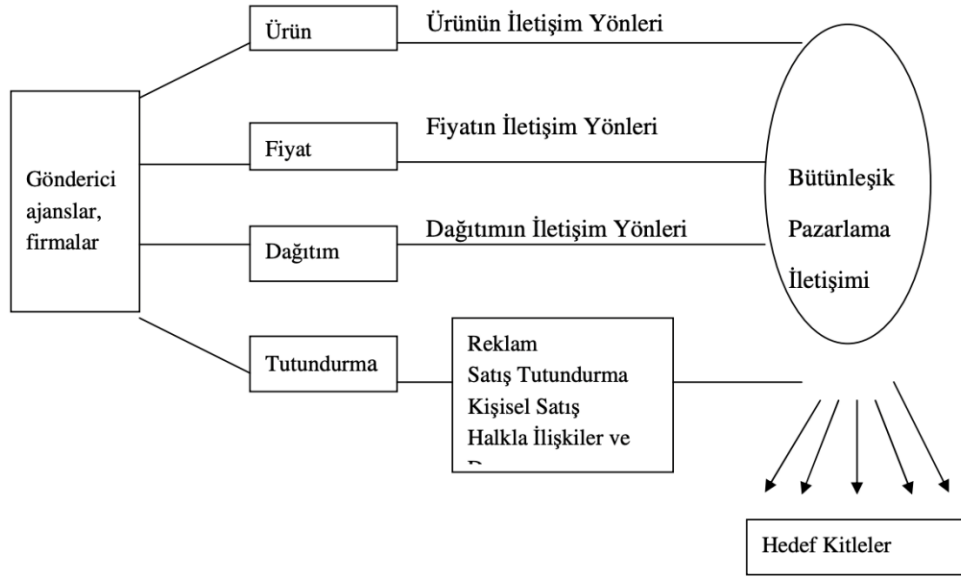 Ürün
Ürünün İletişim Yönleri
Fiyat
Fiyatın İletişim Yönleri
Gönderici
ajanslar,
firmalar
Bütünleşik
Pazarlama
İletişimi
Dağıtım
Dağıtımın İletişim Yönleri
Tutundurma
Reklam
Satış Tutundurma
Kişisel Satış
Halkla İlişkiler ve
Hedef Kitleler